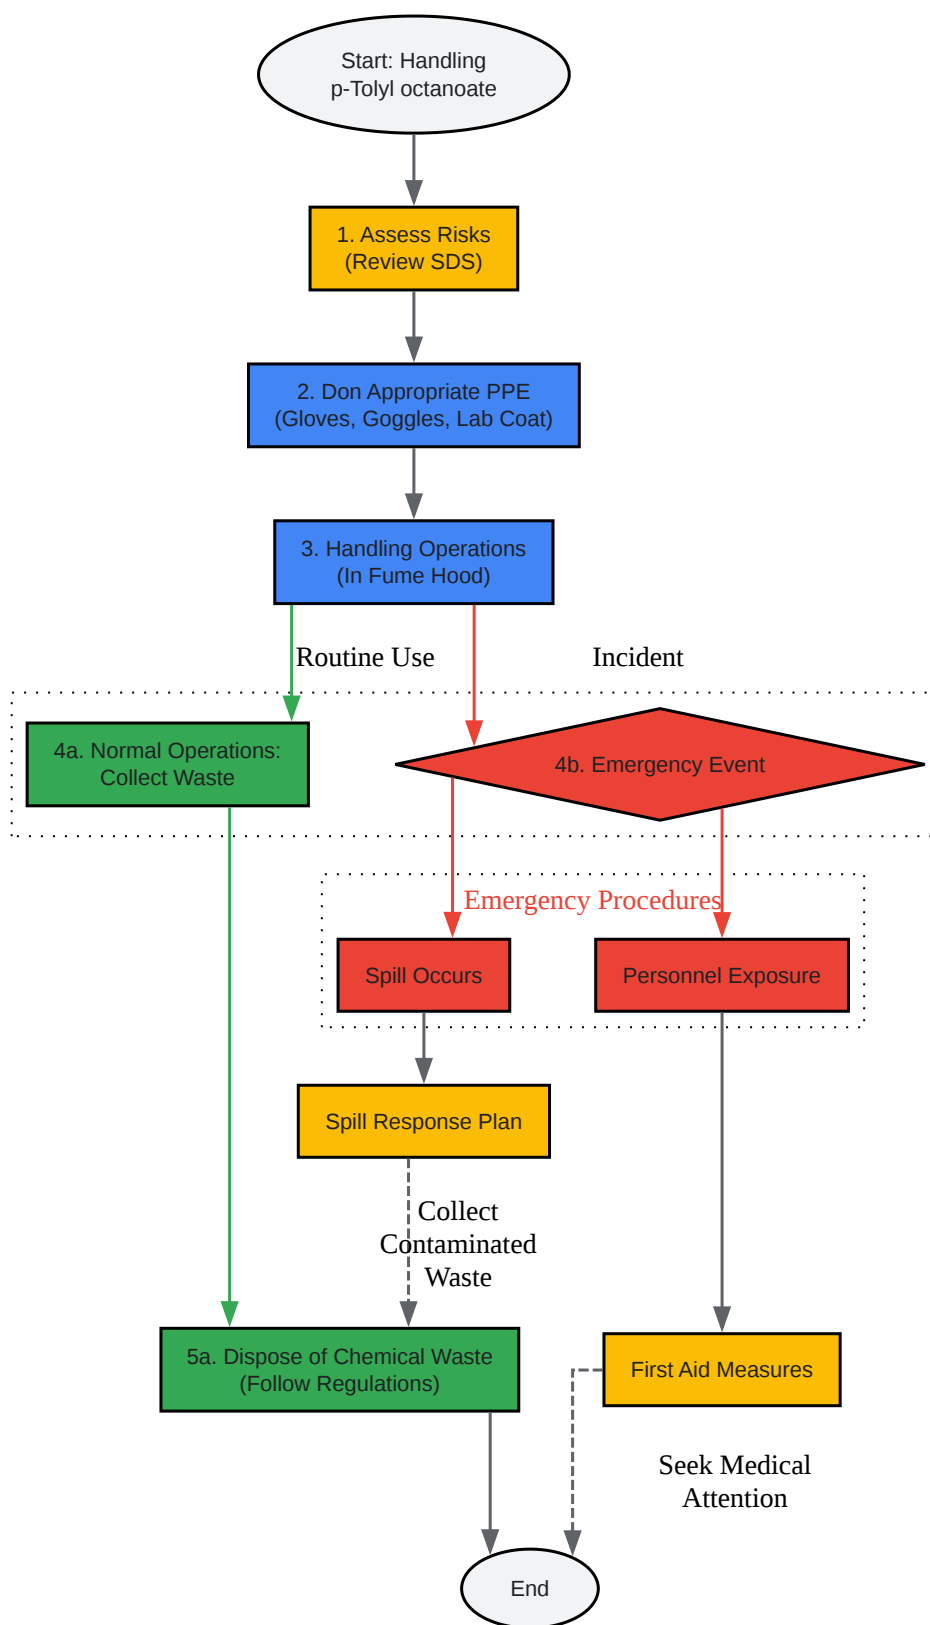 Start: Handling
p-Tolyl octanoate
1. Assess Risks
(Review SDS)
2. Don Appropriate PPE
(Gloves, Goggles, Lab Coat)
3. Handling Operations
(In Fume Hood)
Routine Use
Incident
4a. Normal Operations:
Collect Waste
4b. Emergency Event
Emergency Procedures
Spill Occurs
Personnel Exposure
Spill Response Plan
Collect
Contaminated
Waste
5a. Dispose of Chemical Waste
(Follow Regulations)
First Aid Measures
Seek Medical
Attention
End